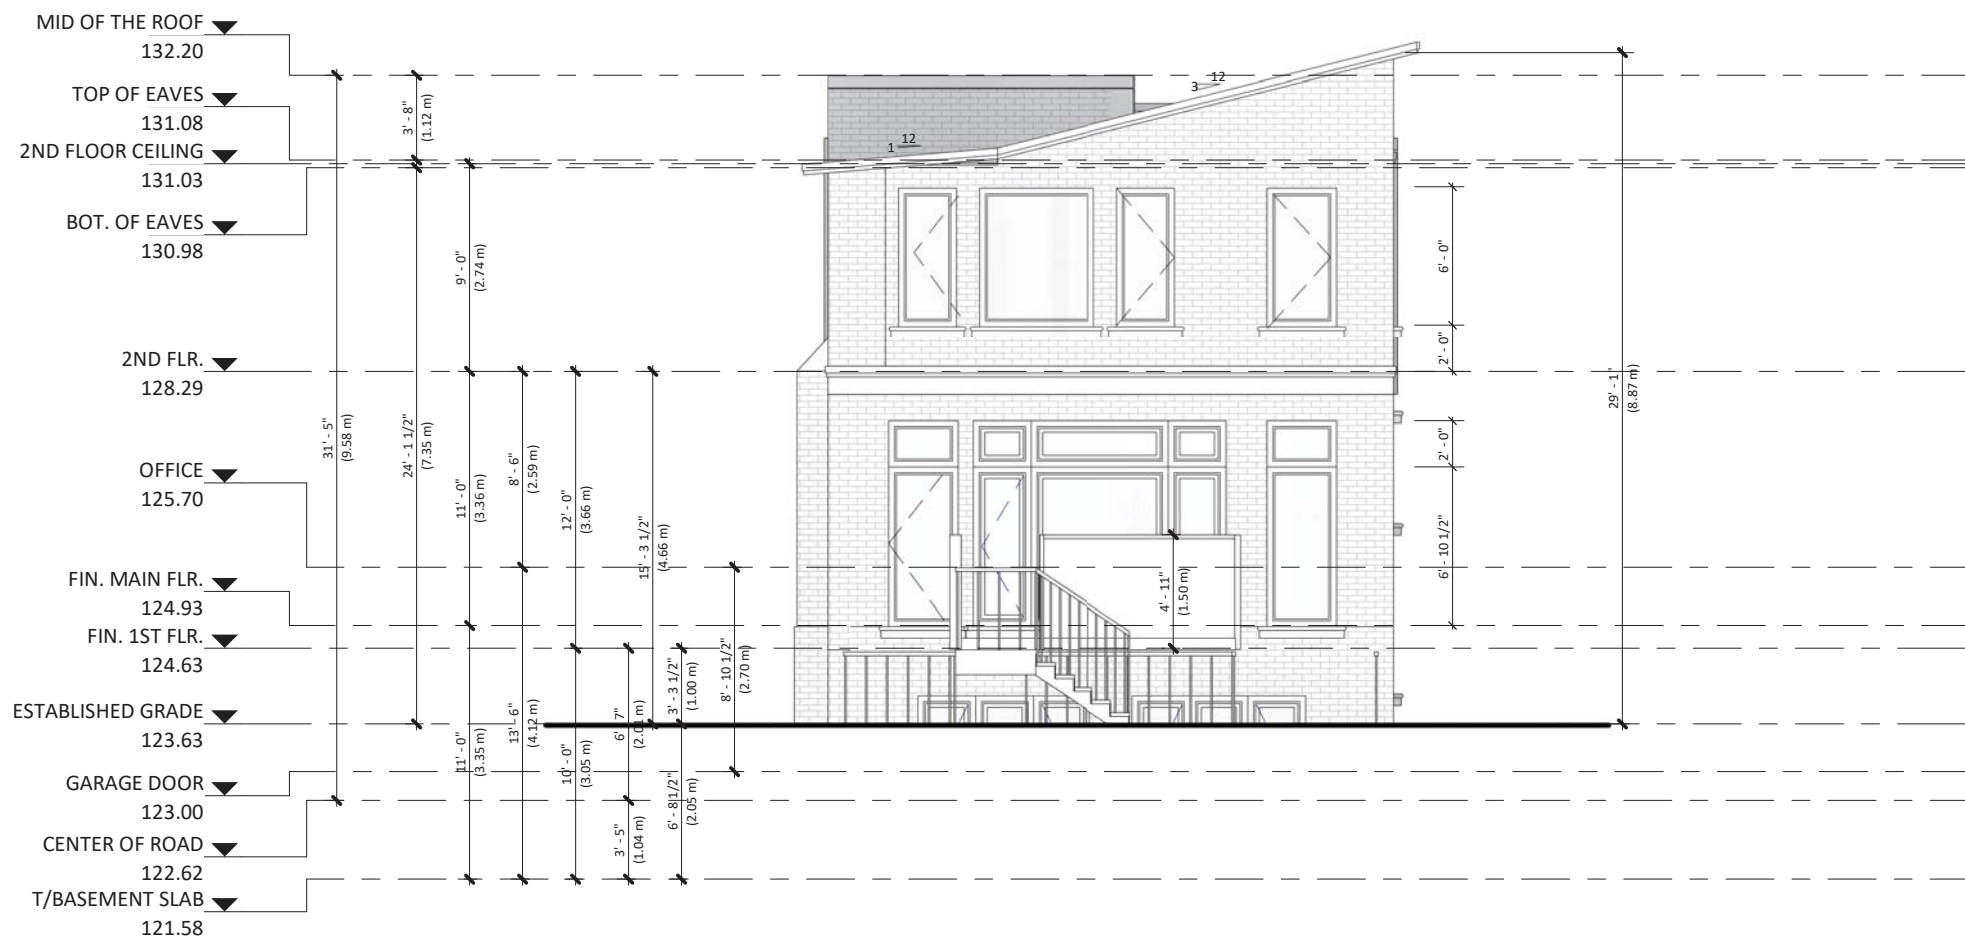 MID OF THE ROOF
132.20
TOP OF EAVES
131.08
2ND FLOOR CEILING
131.03
BOT. OF EAVES
130.98
2ND FLR.
128.29
OFFICE
125.70
FIN. MAIN FLR.
124.93
FIN. 1ST FLR.
124.63
ESTABLISHED GRADE
123.63
GARAGE DOOR
123.00
CENTER OF ROAD
122.62
T/BASEMENT SLAB
121.58
31' - 5"
(9.58 m)
3' - 8"
(1.12 m)
24' - 1 1/2"
(7.35 m)
9' - 0"
(2.74 m)
11' - 0"
(3.36 m)
11' - 0"
(3.35 m)
8' - 6"
(2.59 m)
13' - 6"
(4.12 m)
12' - 0"
(3.66 m)
10' - 0"
(3.05 m)
6' - 7"
(2.01 m)
3' - 5"
(1.04 m)
15' - 3 1/2"
(4.66 m)
3' - 3 1/2"
(1.00 m)
6' - 8 1/2"
(2.05 m)
8' - 10 1/2"
(2.70 m)
12
1
12
3
4' - 11"
(1.50 m)
6' - 0"
2' - 0"
2' - 0"
6' - 10 1/2"
29' - 1"
(8.87 m)